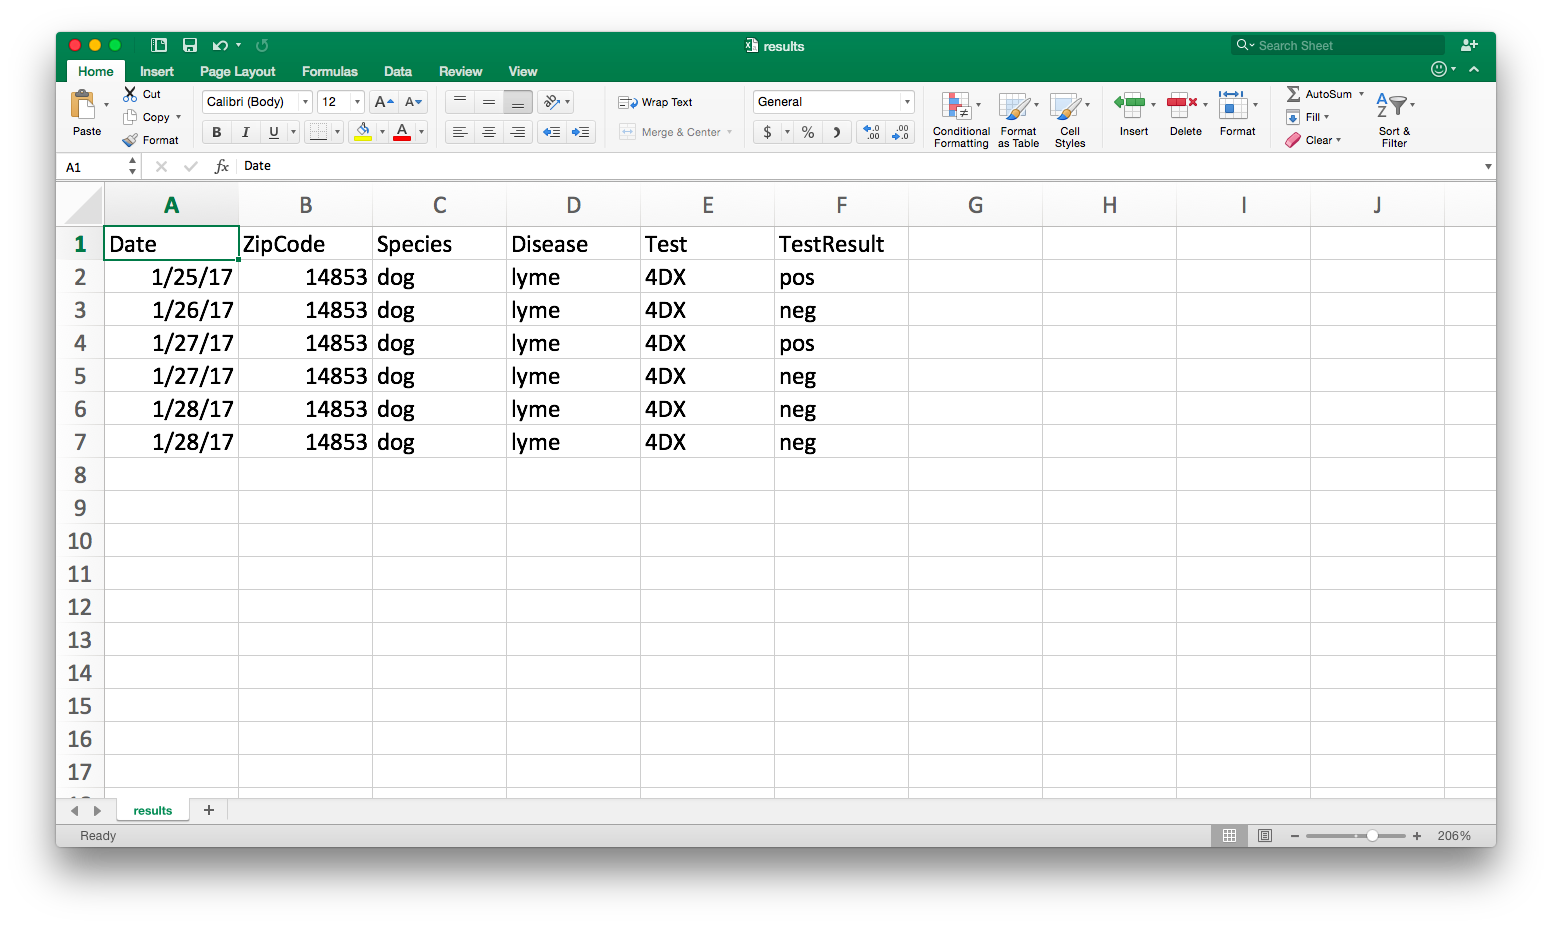 results
Search Sheet
Home Insert Page Layout Formulas Data Review View
Paste
Cut
Copy
Format
Calibri (Body) 12 A A
B I U A
ab
Wrap Text
Merge & Center
General
$ % .0 .00 .00 .0
Conditional Formatting
Format as Table
Cell Styles
Insert
Delete
Format
AutoSum
Fill
Clear
A Z
Sort & Filter
A1 fx Date
A B C D E F G H I J
1 Date ZipCode Species Disease Test TestResult
2 1/25/17 14853 dog lyme 4DX pos
3 1/26/17 14853 dog lyme 4DX neg
4 1/27/17 14853 dog lyme 4DX pos
5 1/27/17 14853 dog lyme 4DX neg
6 1/28/17 14853 dog lyme 4DX neg
7 1/28/17 14853 dog lyme 4DX neg
8
9
10
11
12
13
14
15
16
17
results +
Ready 206%